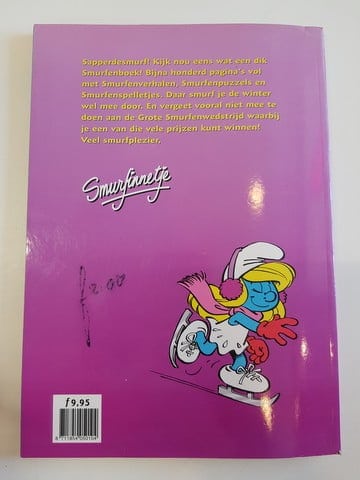 Sapperdesmurf! Kijk nou eens wat een dik
Smurfenboek! Bijna honderd pagina's vol
met Smurfenverhalen, Smurfenpuzzels en
Smurfenspelletjes. Daar smurf je de winter
wel mee door. En vergeet vooral niet mee te
doen aan de Grote Smurfenwedstrijd waarbij
je een van die vele prijzen kunt winnen!
Veel smurfplezier.
Smurfinnetje
f 2.00
f 9,95